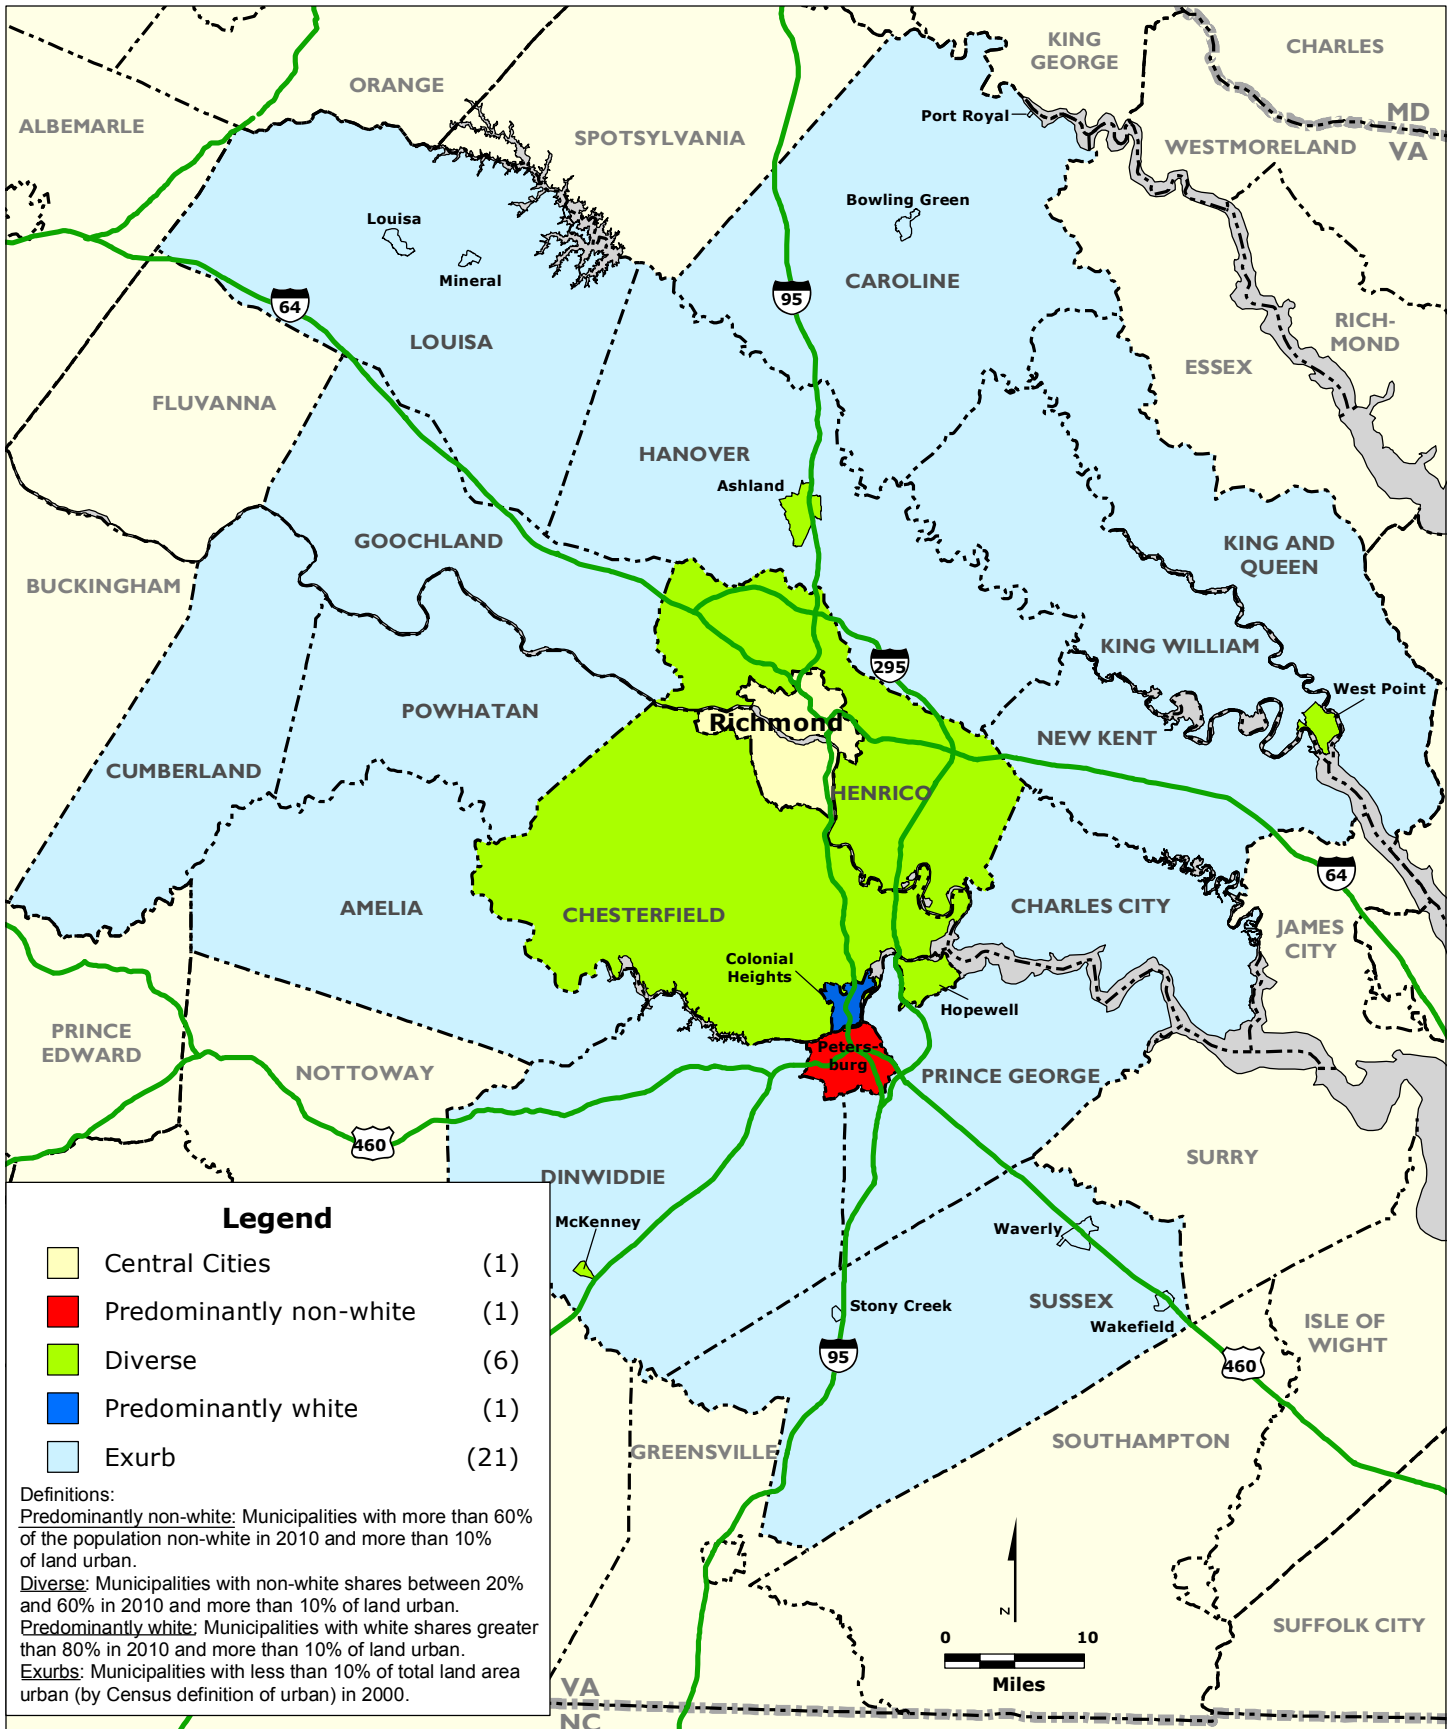 KING
GEORGE
CHARLES
ORANGE
ALBEMARLE
SPOTSYLVANIA
Port Royal
MD
VA
WESTMORELAND
Louisa
Mineral
Bowling Green
CAROLINE
64
95
LOUISA
RICH-
MOND
ESSEX
FLUVANNA
HANOVER
Ashland
GOOCHLAND
KING AND
QUEEN
BUCKINGHAM
KING WILLIAM
295
West Point
POWHATAN
Richmond
NEW KENT
CUMBERLAND
HENRICO
64
AMELIA
CHESTERFIELD
CHARLES CITY
JAMES
CITY
Colonial
Heights
Hopewell
PRINCE
EDWARD
NOTTOWAY
Peters-
burg
PRINCE GEORGE
460
SURRY
DINWIDDIE
McKenney
Waverly
Stony Creek
SUSSEX
Wakefield
ISLE OF
WIGHT
95
460
GREENSVILLE
SOUTHAMPTON
SUFFOLK CITY
Legend
Central Cities (1)
Predominantly non-white (1)
Diverse (6)
Predominantly white (1)
Exurb (21)
Definitions:
Predominantly non-white: Municipalities with more than 60%
of the population non-white in 2010 and more than 10%
of land urban.
Diverse: Municipalities with non-white shares between 20%
and 60% in 2010 and more than 10% of land urban.
Predominantly white: Municipalities with white shares greater
than 80% in 2010 and more than 10% of land urban.
Exurbs: Municipalities with less than 10% of total land area
urban (by Census definition of urban) in 2000.
N
0 10
Miles
VA
NC